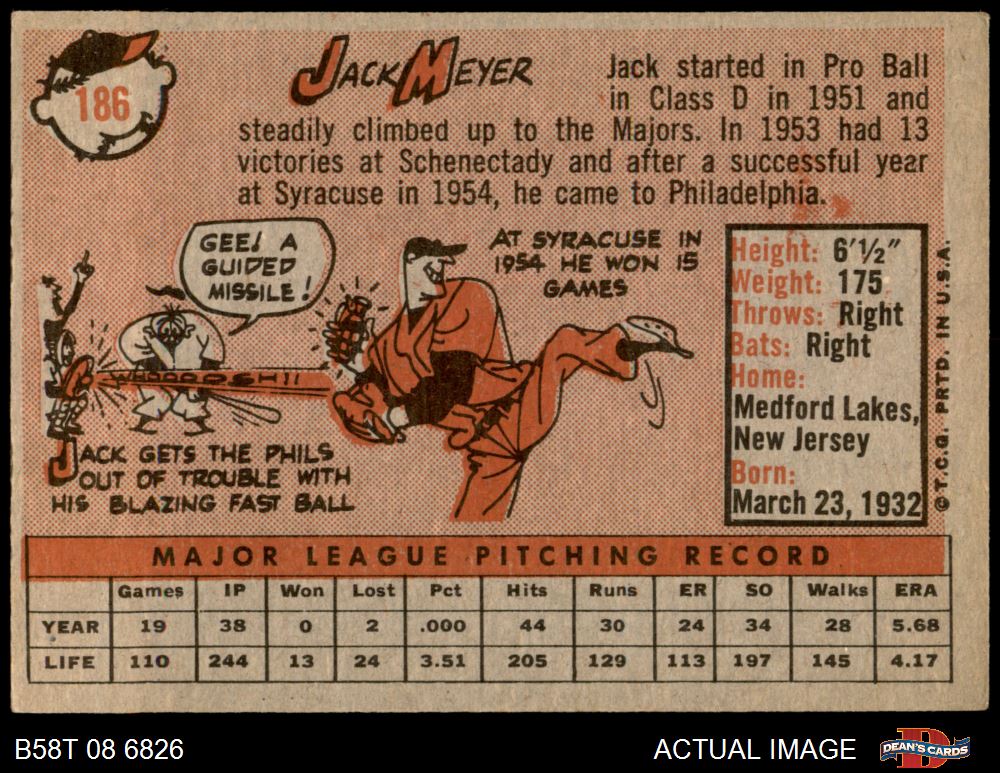 186
JACK MEYER
Jack started in Pro Ball
in Class D in 1951 and
steadily climbed up to the Majors. In 1953 had 13
victories at Schenectady and after a successful year
at Syracuse in 1954, he came to Philadelphia.
GEE! A
GUIDED
MISSILE!
AT SYRACUSE IN
1954 HE WON 15
GAMES
WHOOOOSH!!
JACK GETS THE PHILS
OUT OF TROUBLE WITH
HIS BLAZING FAST BALL
Height: 6'½"
Weight: 175
Throws: Right
Bats: Right
Home:
Medford Lakes,
New Jersey
Born:
March 23, 1932
© T.C.G. PRTD. IN U.S.A.
MAJOR LEAGUE PITCHING RECORD
Games IP Won Lost Pct Hits Runs ER SO Walks ERA
YEAR 19 38 0 2 .000 44 30 24 34 28 5.68
LIFE 110 244 13 24 3.51 205 129 113 197 145 4.17
B58T 08 6826
ACTUAL IMAGE
DEAN'S CARDS